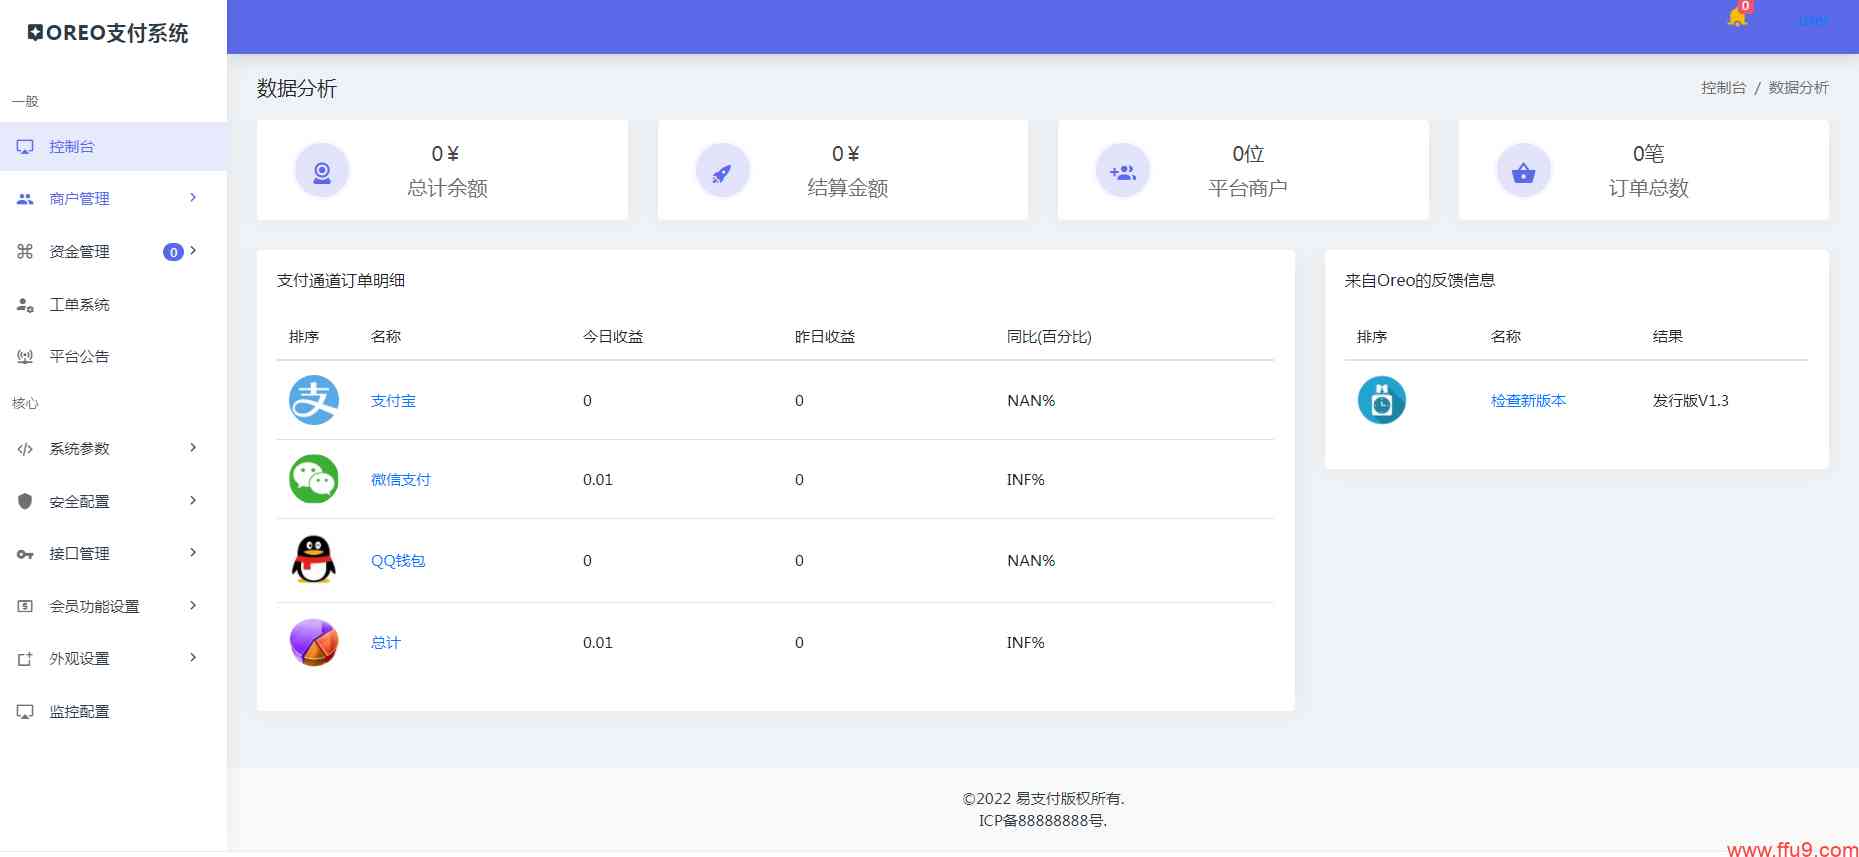 OREO支付系统
0
user
一般
控制台
商户管理
资金管理 0
工单系统
平台公告
核心
系统参数
安全配置
接口管理
会员功能设置
外观设置
监控配置
数据分析
控制台 / 数据分析
0￥
总计余额
0￥
结算金额
0位
平台商户
0笔
订单总数
支付通道订单明细
排序 名称 今日收益 昨日收益 同比(百分比)
支 支付宝 0 0 NAN%
微信支付 0.01 0 INF%
QQ钱包 0 0 NAN%
总计 0.01 0 INF%
来自Oreo的反馈信息
排序 名称 结果
检查新版本 发行版V1.3
©2022 易支付版权所有.
ICP备88888888号.
www.ffu9.com